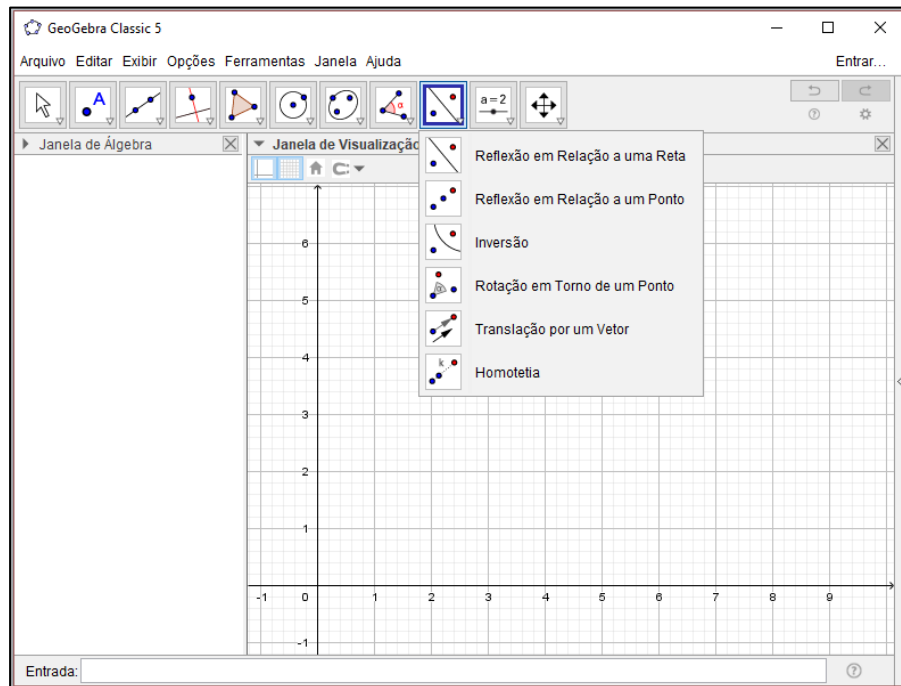 GeoGebra Classic 5
Arquivo Editar Exibir Opções Ferramentas Janela Ajuda Entrar...
A
α
a=2
Janela de Álgebra
Janela de Visualização
Reflexão em Relação a uma Reta
Reflexão em Relação a um Ponto
Inversão
α
Rotação em Torno de um Ponto
Translação por um Vetor
k
Homotetia
6
5
4
3
2
1
-1 0 1 2 3 4 5 6 7 8 9
-1
Entrada: